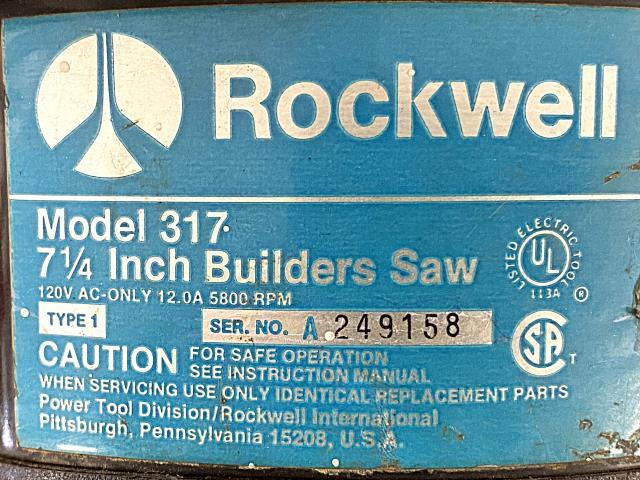 Rockwell
Model 317
7 1/4 Inch Builders Saw
120V. AC-ONLY 12.0A 5800 RPM
TYPE 1
SER. NO. A 249158
LISTED ELECTRIC TOOL
UL
113A
®
SA
T
CAUTION FOR SAFE OPERATION
SEE INSTRUCTION MANUAL
WHEN SERVICING USE ONLY IDENTICAL REPLACEMENT PARTS
Power Tool Division/Rockwell International
Pittsburgh, Pennsylvania 15208, U.S.A.